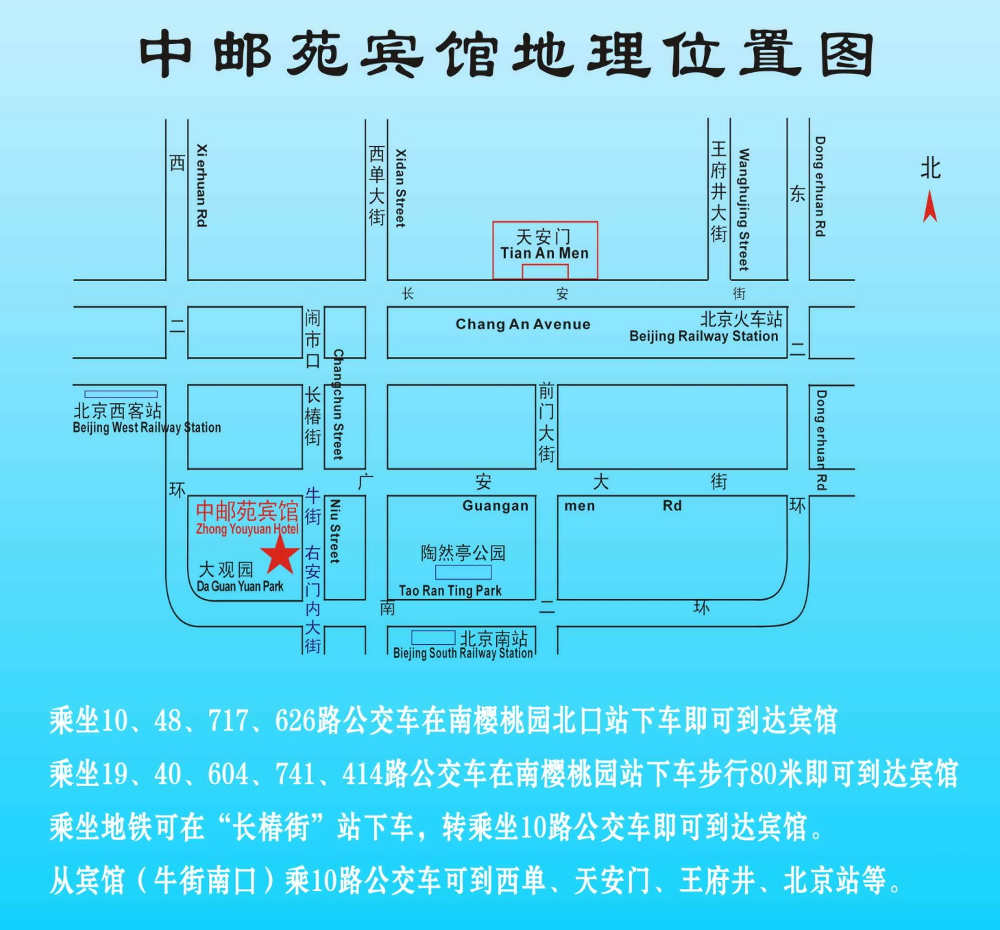 中邮苑宾馆地理位置图
西二环
Xi erhuan Rd
西单大街
Xidan Street
王府井大街
Wanghujing Street
东二环
Dong erhuan Rd
北
天安门
Tian An Men
长安街
Chang An Avenue
北京火车站
Beijing Railway Station
闹市口
长椿街
Changchun Street
北京西客站
Beijing West Railway Station
前门大街
Dong erhuan Rd
广安大街
Guangan men Rd
中邮苑宾馆
Zhong Youyuan Hotel
牛街
Niu Street
右安门内大街
大观园
Da Guan Yuan Park
陶然亭公园
Tao Ran Ting Park
南二环
北京南站
Biejing South Railway Station
乘坐10、48、717、626路公交车在南樱桃园北口站下车即可到达宾馆
乘坐19、40、604、741、414路公交车在南樱桃园站下车步行80米即可到达宾馆
乘坐地铁可在“长椿街”站下车，转乘坐10路公交车即可到达宾馆。
从宾馆（牛街南口）乘10路公交车可到西单、天安门、王府井、北京站等。